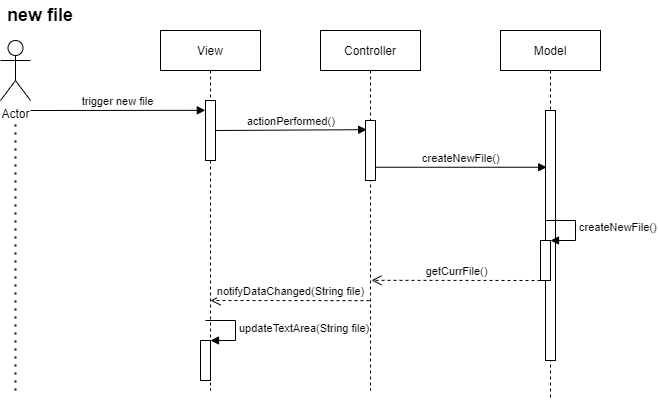 new file
View
Controller
Model
trigger new file
Actor
actionPerformed()
createNewFile()
createNewFile()
getCurrFile()
notifyDataChanged(String file)
updateTextArea(String file)